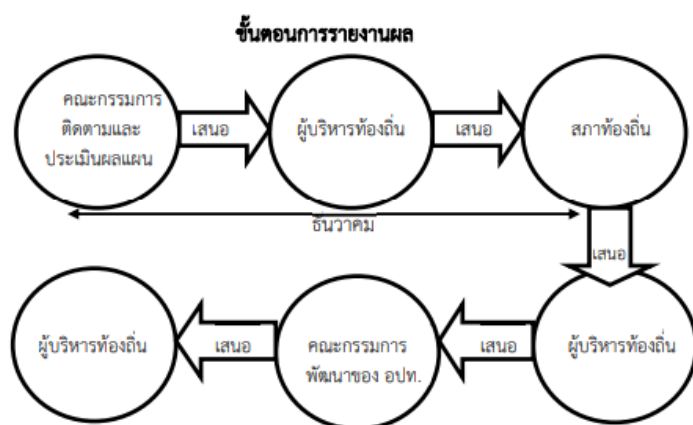 ขั้นตอนการรายงานผล
คณะกรรมการ
ติดตามและ
ประเมินผลแผน
เสนอ
ผู้บริหารท้องถิ่น
เสนอ
สภาท้องถิ่น
ธันวาคม
เสนอ
ผู้บริหารท้องถิ่น
เสนอ
คณะกรรมการ
พัฒนาของ อปท.
เสนอ
ผู้บริหารท้องถิ่น